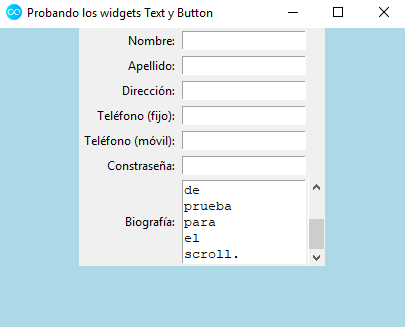 Probando los widgets Text y Button
Nombre:
Apellido:
Dirección:
Teléfono (fijo):
Teléfono (móvil):
Constraseña:
Biografía:
de
prueba
para
el
scroll.